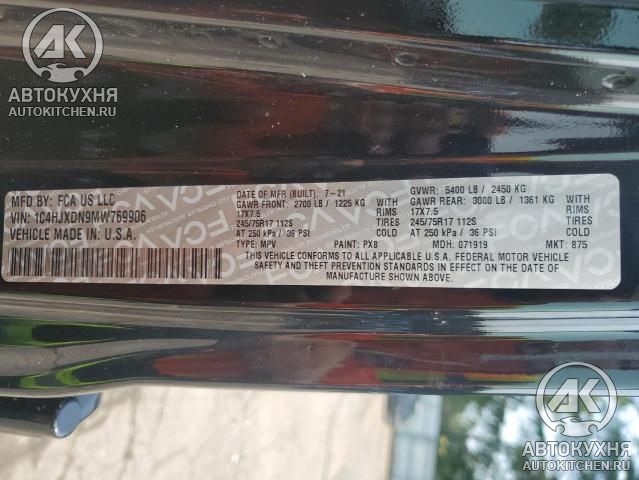 АК
АВТОКУХНЯ
AUTOKITCHEN.RU
MFD BY: FCA US LLC
VIN: 1C4HJXDN9MW769906
VEHICLE MADE IN: U.S.A.
DATE OF MFR (BUILT): 7-21
GVWR: 5400 LB / 2450 KG
GAWR FRONT: 2700 LB / 1225 KG WITH
GAWR REAR: 3000 LB / 1361 KG WITH
17X7.5 RIMS
17X7.5 RIMS
245/75R17 112S TIRES
245/75R17 112S TIRES
AT 250 kPa / 36 PSI COLD
AT 250 kPa / 36 PSI COLD
TYPE: MPV PAINT: PX8 MDH: 071919 MKT: 875
THIS VEHICLE CONFORMS TO ALL APPLICABLE U.S.A. FEDERAL MOTOR VEHICLE
SAFETY AND THEFT PREVENTION STANDARDS IN EFFECT ON THE DATE OF
MANUFACTURE SHOWN ABOVE.
АК
АВТОКУХНЯ
AUTOKITCHEN.RU